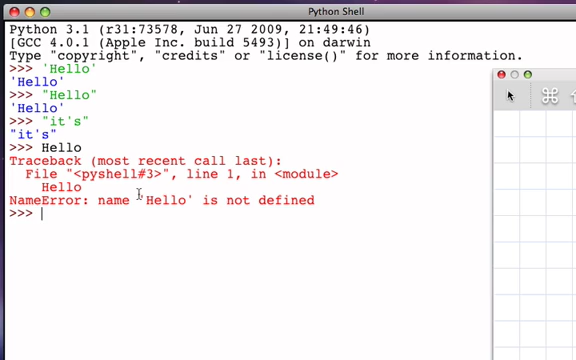 Python Shell
Python 3.1 (r31:73578, Jun 27 2009, 21:49:46)
[GCC 4.0.1 (Apple Inc. build 5493)] on darwin
Type "copyright", "credits" or "license()" for more information.
>>> 'Hello'
'Hello'
>>> "Hello"
'Hello'
>>> "it's"
"it's"
>>> Hello
Traceback (most recent call last):
  File "<pyshell#3>", line 1, in <module>
    Hello
NameError: name 'Hello' is not defined
>>>